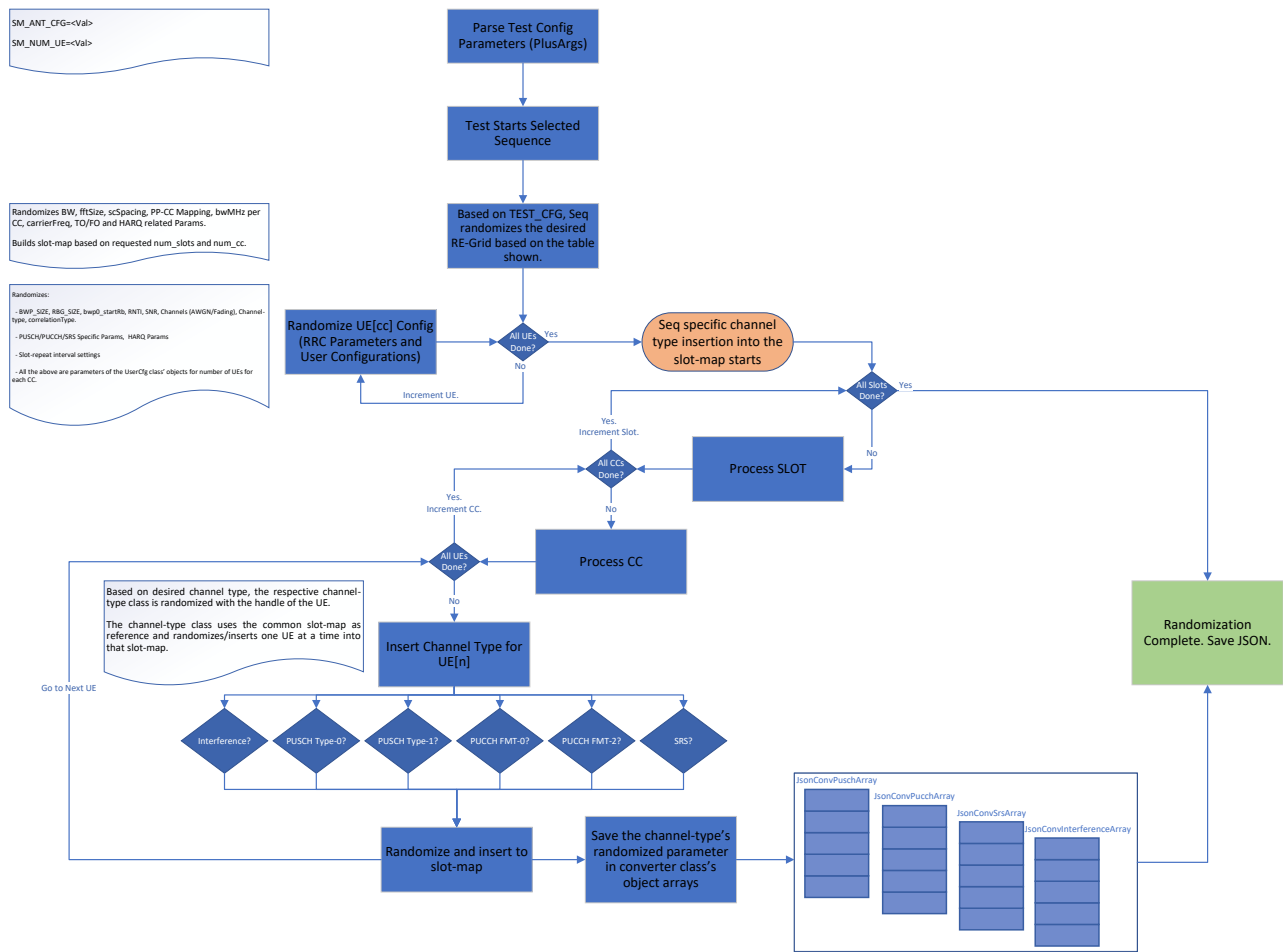 SM_ANT_CFG=<Val>
SM_NUM_UE=<Val>
Parse Test Config
Parameters (PlusArgs)
Test Starts Selected
Sequence
Randomizes BW, fftSize, scSpacing, PP-CC Mapping, bwMHz per
CC, carrierFreq, TO/FO and HARQ related Params.
Builds slot-map based on requested num_slots and num_cc.
Based on TEST_CFG, Seq
randomizes the desired
RE-Grid based on the table
shown.
Randomizes:
- BWP_SIZE, RBG_SIZE, bwp0_startRb, RNTI, SNR, Channels (AWGN/Fading), Channel-
type, correlationType.
- PUSCH/PUCCH/SRS Specific Params, HARQ Params
- Slot-repeat interval settings
- All the above are parameters of the UserCfg class' objects for number of UEs for
each CC.
Randomize UE[cc] Config
(RRC Parameters and
User Configurations)
All UEs
Done?
Yes
No
Increment UE.
Seq specific channel
type insertion into the
slot-map starts
All Slots
Done?
Yes
No
Yes.
Increment Slot.
Process SLOT
All CCs
Done?
No
Yes.
Increment CC.
Process CC
All UEs
Done?
No
Based on desired channel type, the respective channel-
type class is randomized with the handle of the UE.
The channel-type class uses the common slot-map as
reference and randomizes/inserts one UE at a time into
that slot-map.
Insert Channel Type for
UE[n]
Randomization
Complete. Save JSON.
Go to Next UE
Interference?
PUSCH Type-0?
PUSCH Type-1?
PUCCH FMT-0?
PUCCH FMT-2?
SRS?
Randomize and insert to
slot-map
Save the channel-type's
randomized parameter
in converter class's
object arrays
JsonConvPuschArray
JsonConvPucchArray
JsonConvSrsArray
JsonConvInterferenceArray